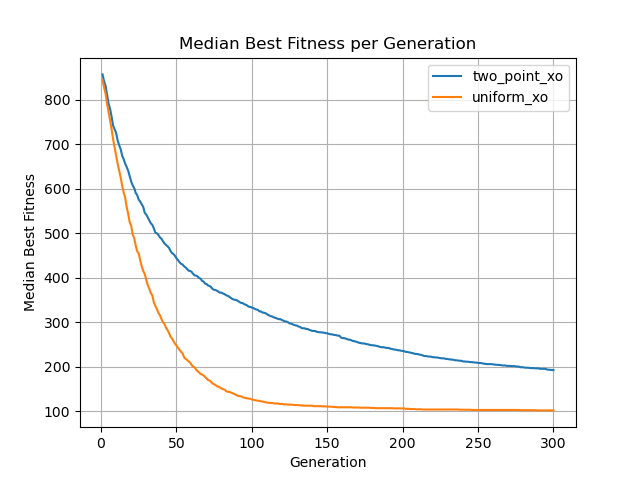 Median Best Fitness per Generation
two_point_xo
uniform_xo
Median Best Fitness
800
700
600
500
400
300
200
100
0 50 100 150 200 250 300
Generation